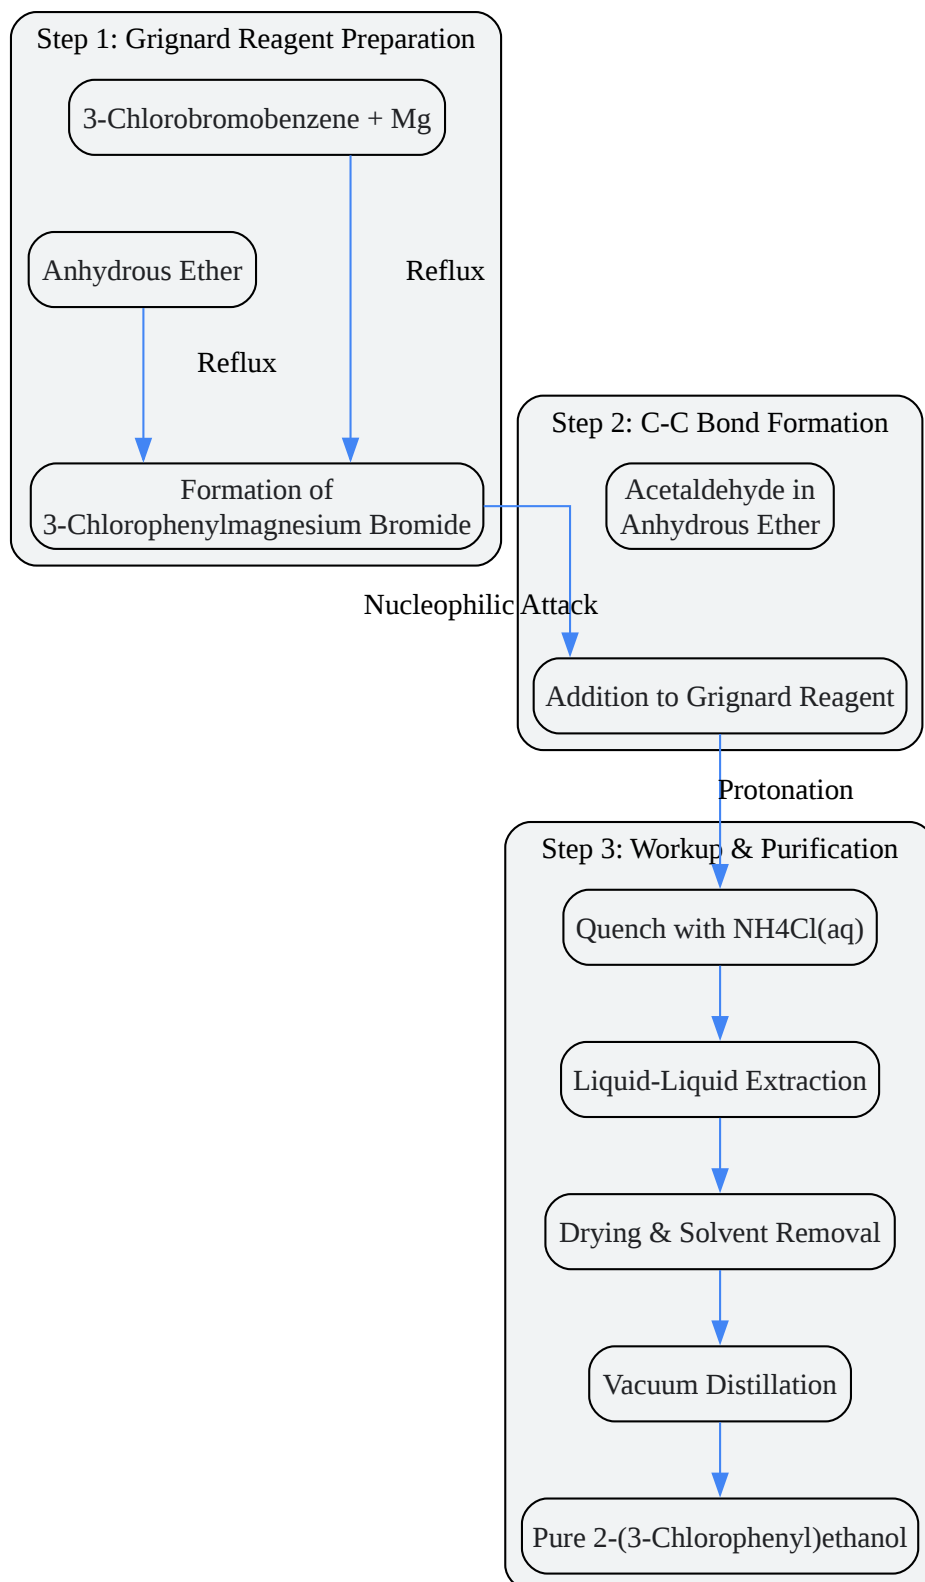 Step 1: Grignard Reagent Preparation
3-Chlorobromobenzene + Mg
Anhydrous Ether
Reflux
Reflux
Formation of
3-Chlorophenylmagnesium Bromide
Step 2: C-C Bond Formation
Acetaldehyde in
Anhydrous Ether
Nucleophilic Attack
Addition to Grignard Reagent
Protonation
Step 3: Workup & Purification
Quench with NH4Cl(aq)
Liquid-Liquid Extraction
Drying & Solvent Removal
Vacuum Distillation
Pure 2-(3-Chlorophenyl)ethanol